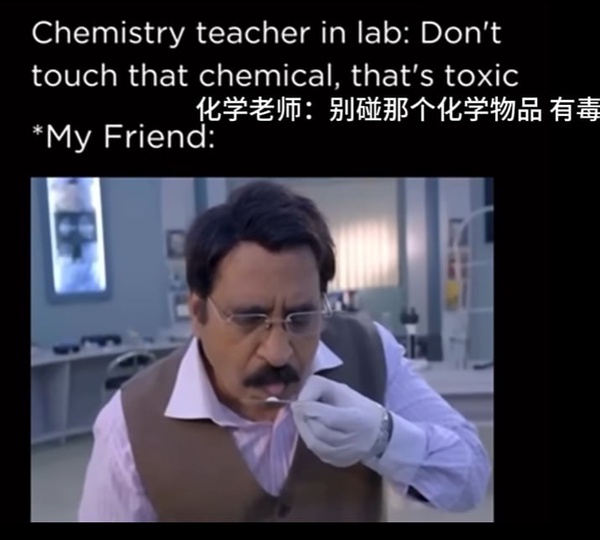 Chemistry teacher in lab: Don't
touch that chemical, that's toxic
化学老师：别碰那个化学物品 有毒
*My Friend: